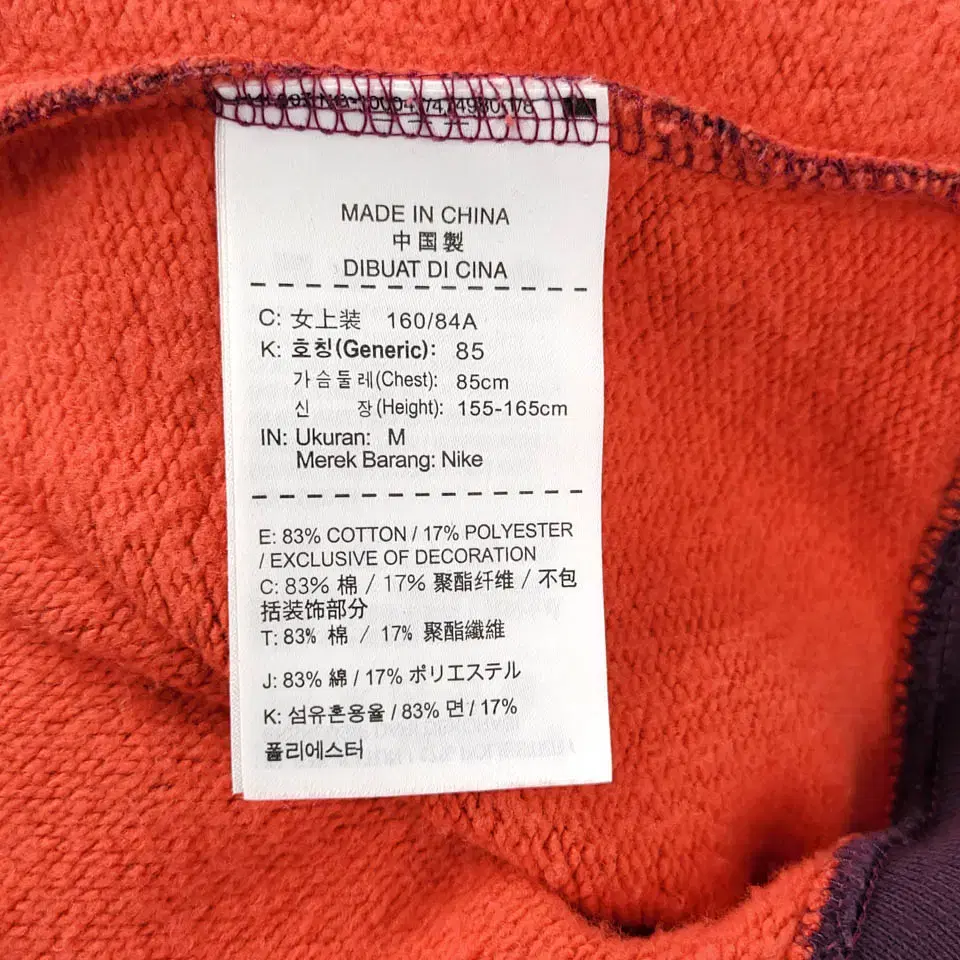 MADE IN CHINA
中国製
DIBUAT DI CINA
C: 女上装 160/84A
K: 호칭(Generic): 85
가슴둘레(Chest): 85cm
신 장(Height): 155-165cm
IN: Ukuran: M
Merek Barang: Nike
E: 83% COTTON / 17% POLYESTER
/ EXCLUSIVE OF DECORATION
C: 83% 棉 / 17% 聚酯纤维 / 不包
括装饰部分
T: 83% 棉 / 17% 聚酯纖維
J: 83% 綿 / 17% ポリエステル
K: 섬유혼용율 / 83% 면 / 17%
폴리에스터